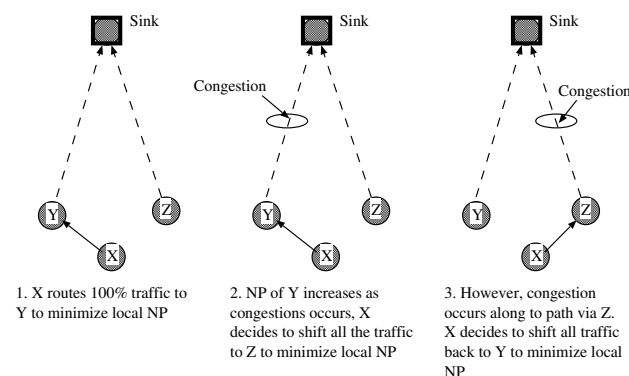 Sink
Sink
Sink
Congestion
Congestion
Y
Z
Y
Z
Y
Z
X
X
X
1. X routes 100% traffic to
Y to minimize local NP
2. NP of Y increases as
congestions occurs, X
decides to shift all the traffic
to Z to minimize local NP
3. However, congestion
occurs along to path via Z.
X decides to shift all traffic
back to Y to minimize local
NP